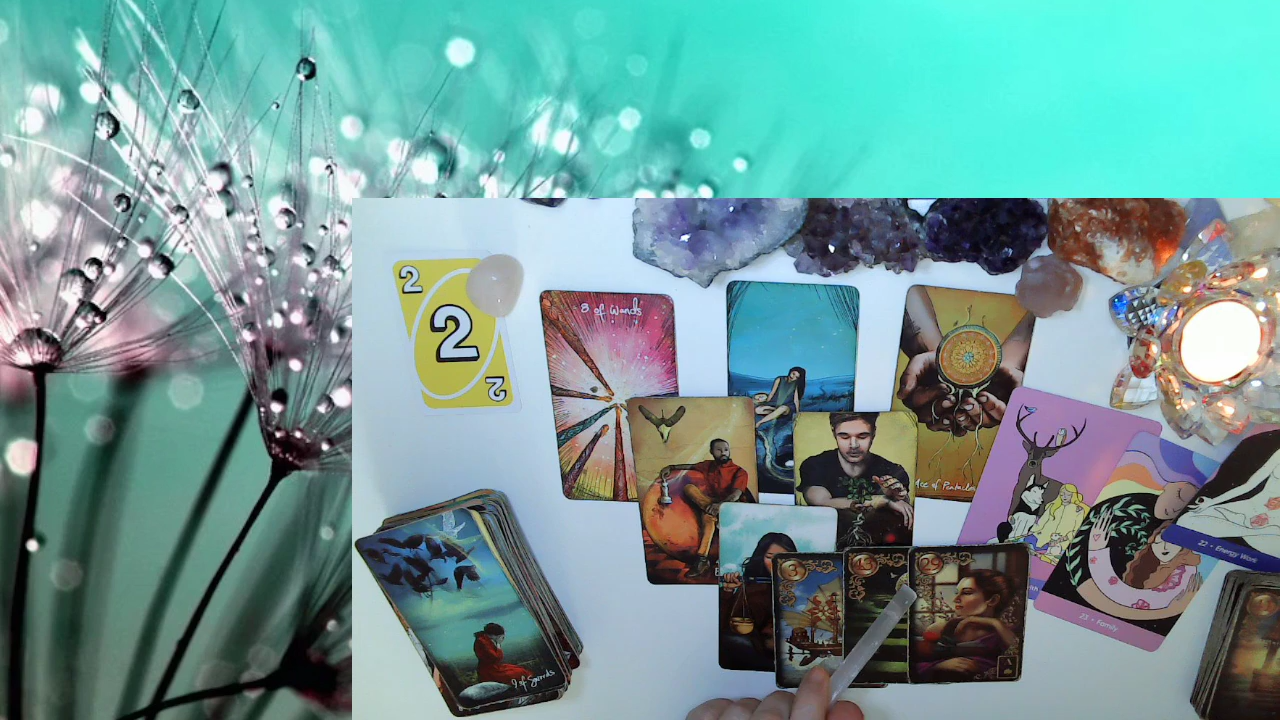 2
2
2
8 of Wands
Ace of Pentacles
9 of Swords
3
29
A
22 • Energy Work
23 • Family